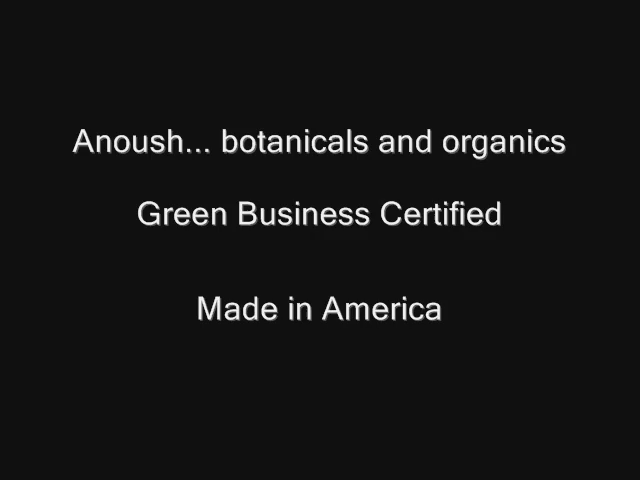 Anoush... botanicals and organics
Green Business Certified
Made in America